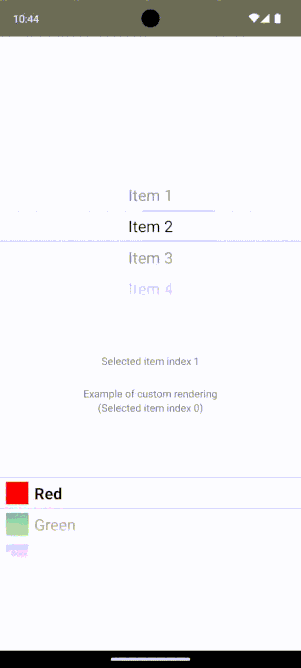 10:44
Item 1
Item 2
Item 3
Item 4
Selected item index 1
Example of custom rendering
(Selected item index 0)
Red
Green